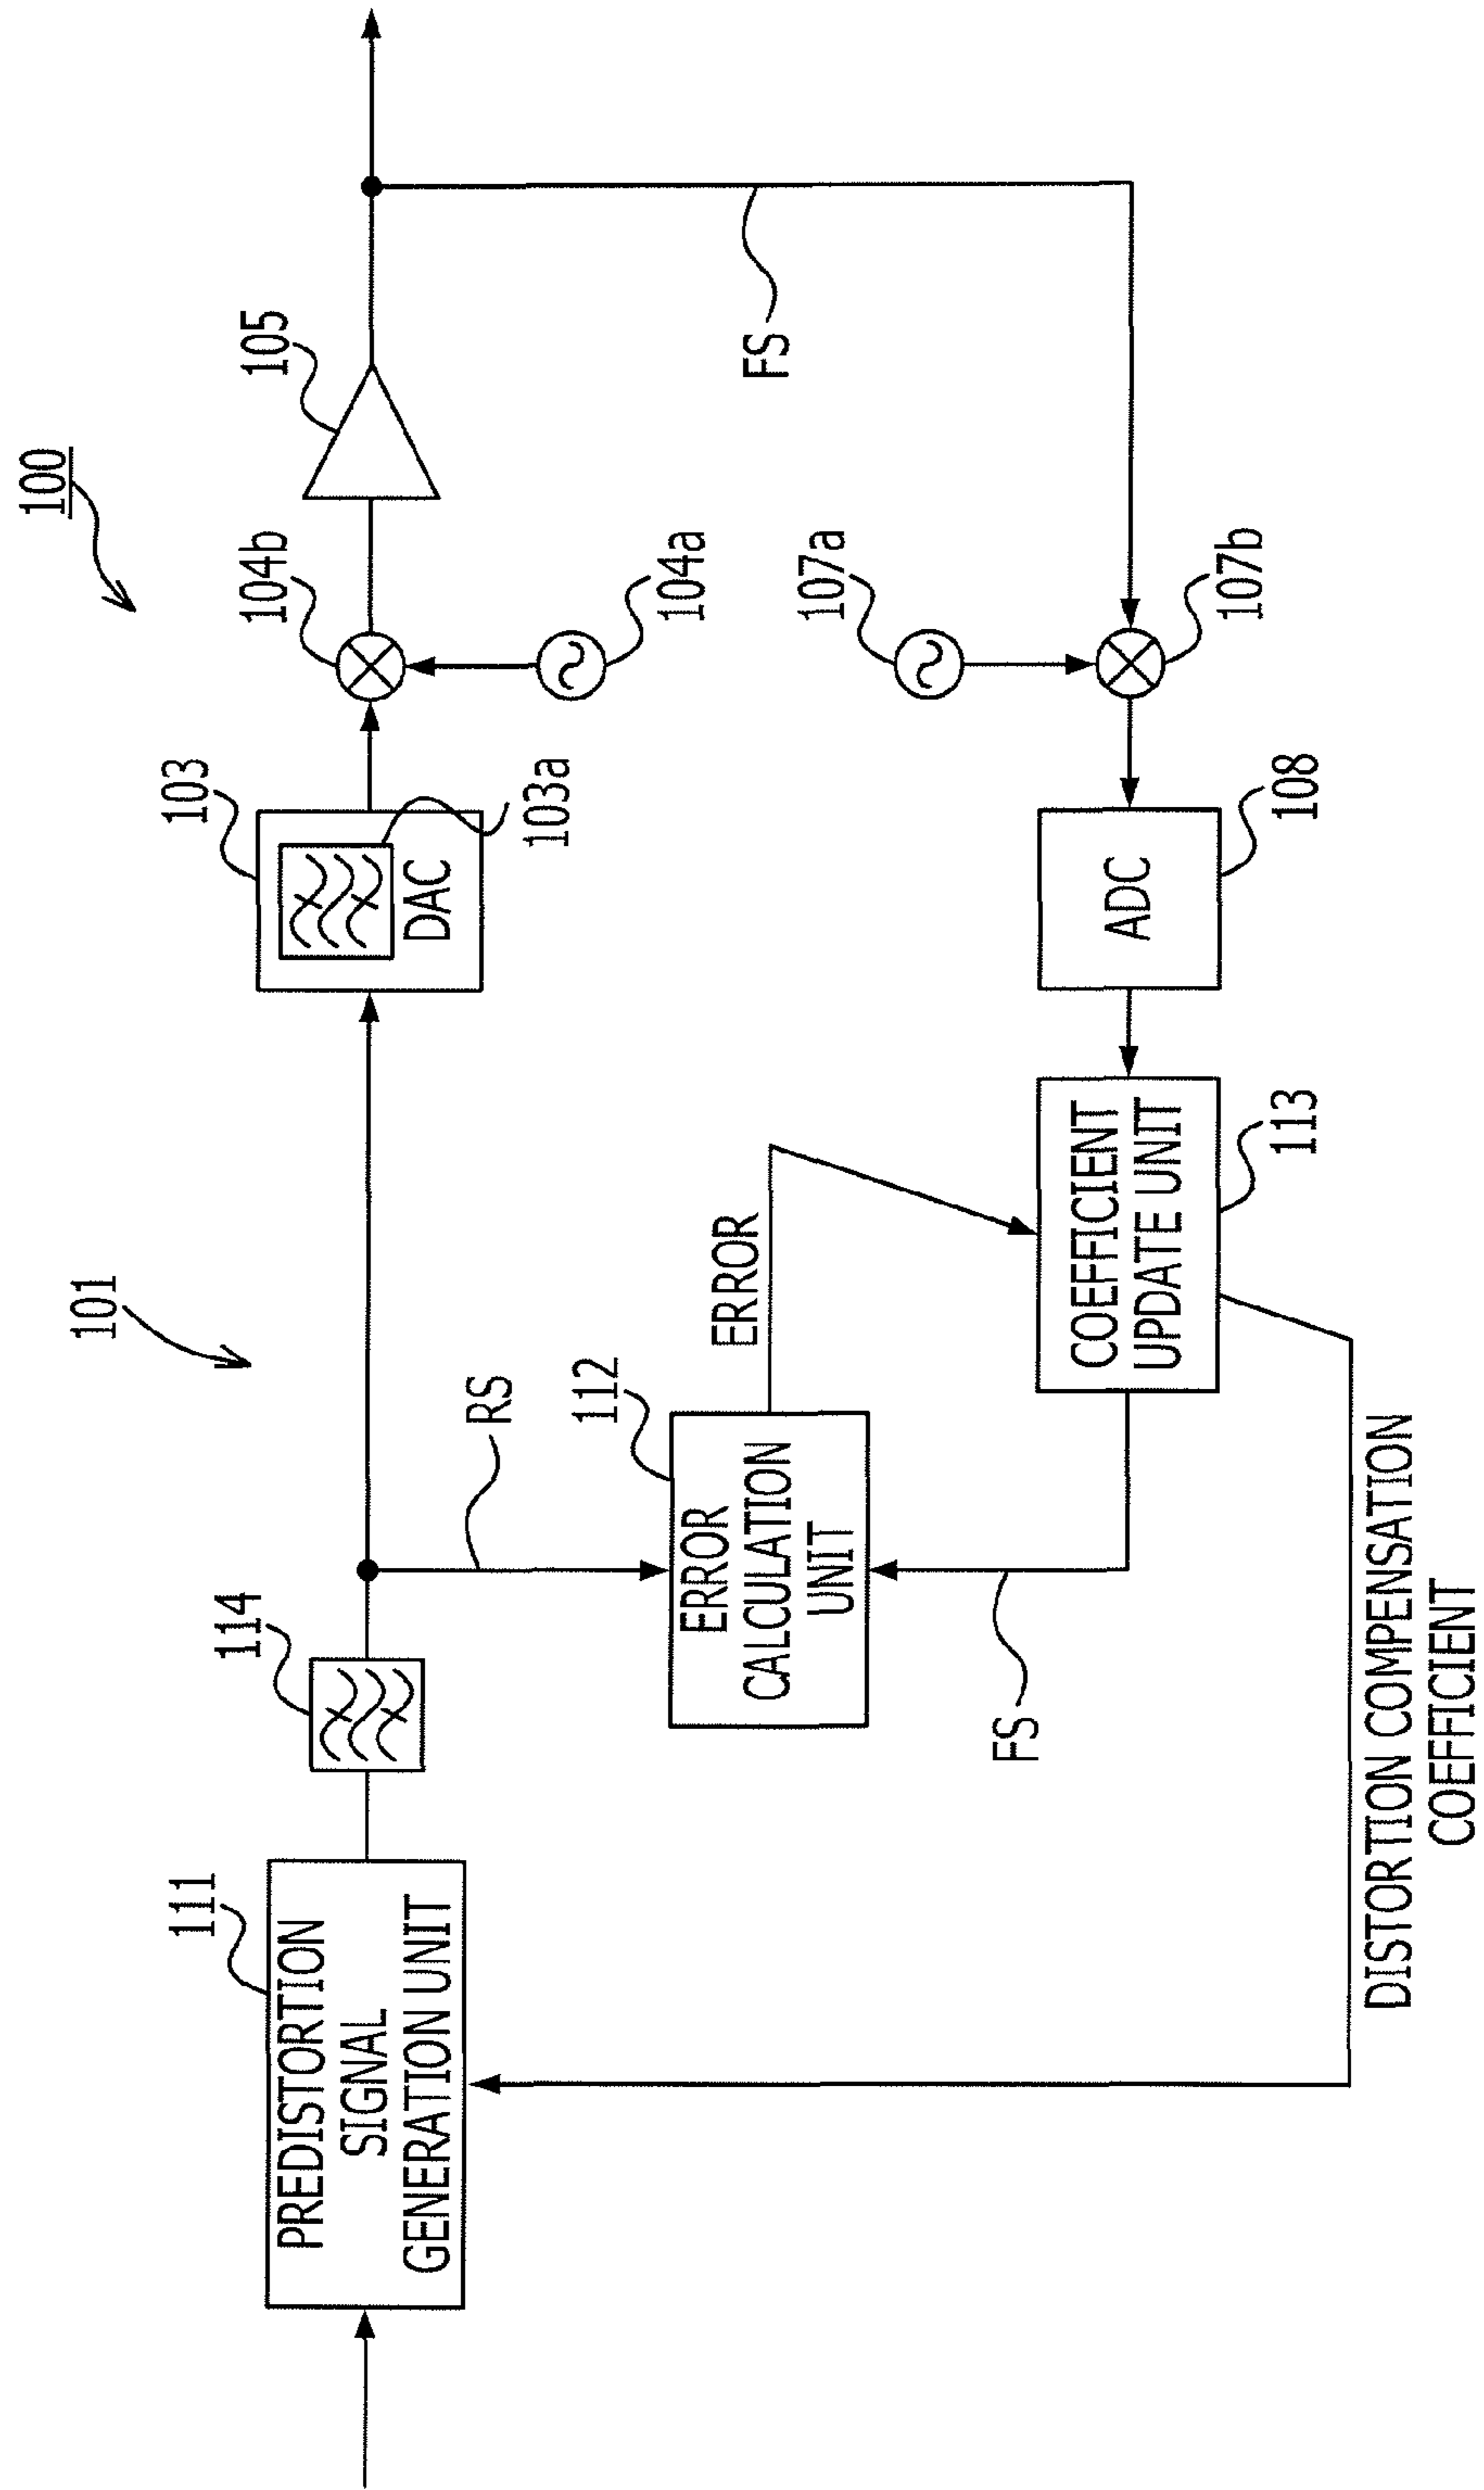 100
101
111
PREDISTORTION
SIGNAL
GENERATION UNIT
114
103
DAC
103a
104b
104a
105
RS
112
ERROR
CALCULATION
UNIT
ERROR
FS
107a
107b
FS
COEFFICIENT
UPDATE UNIT
113
ADC
108
DISTORTION COMPENSATION
COEFFICIENT